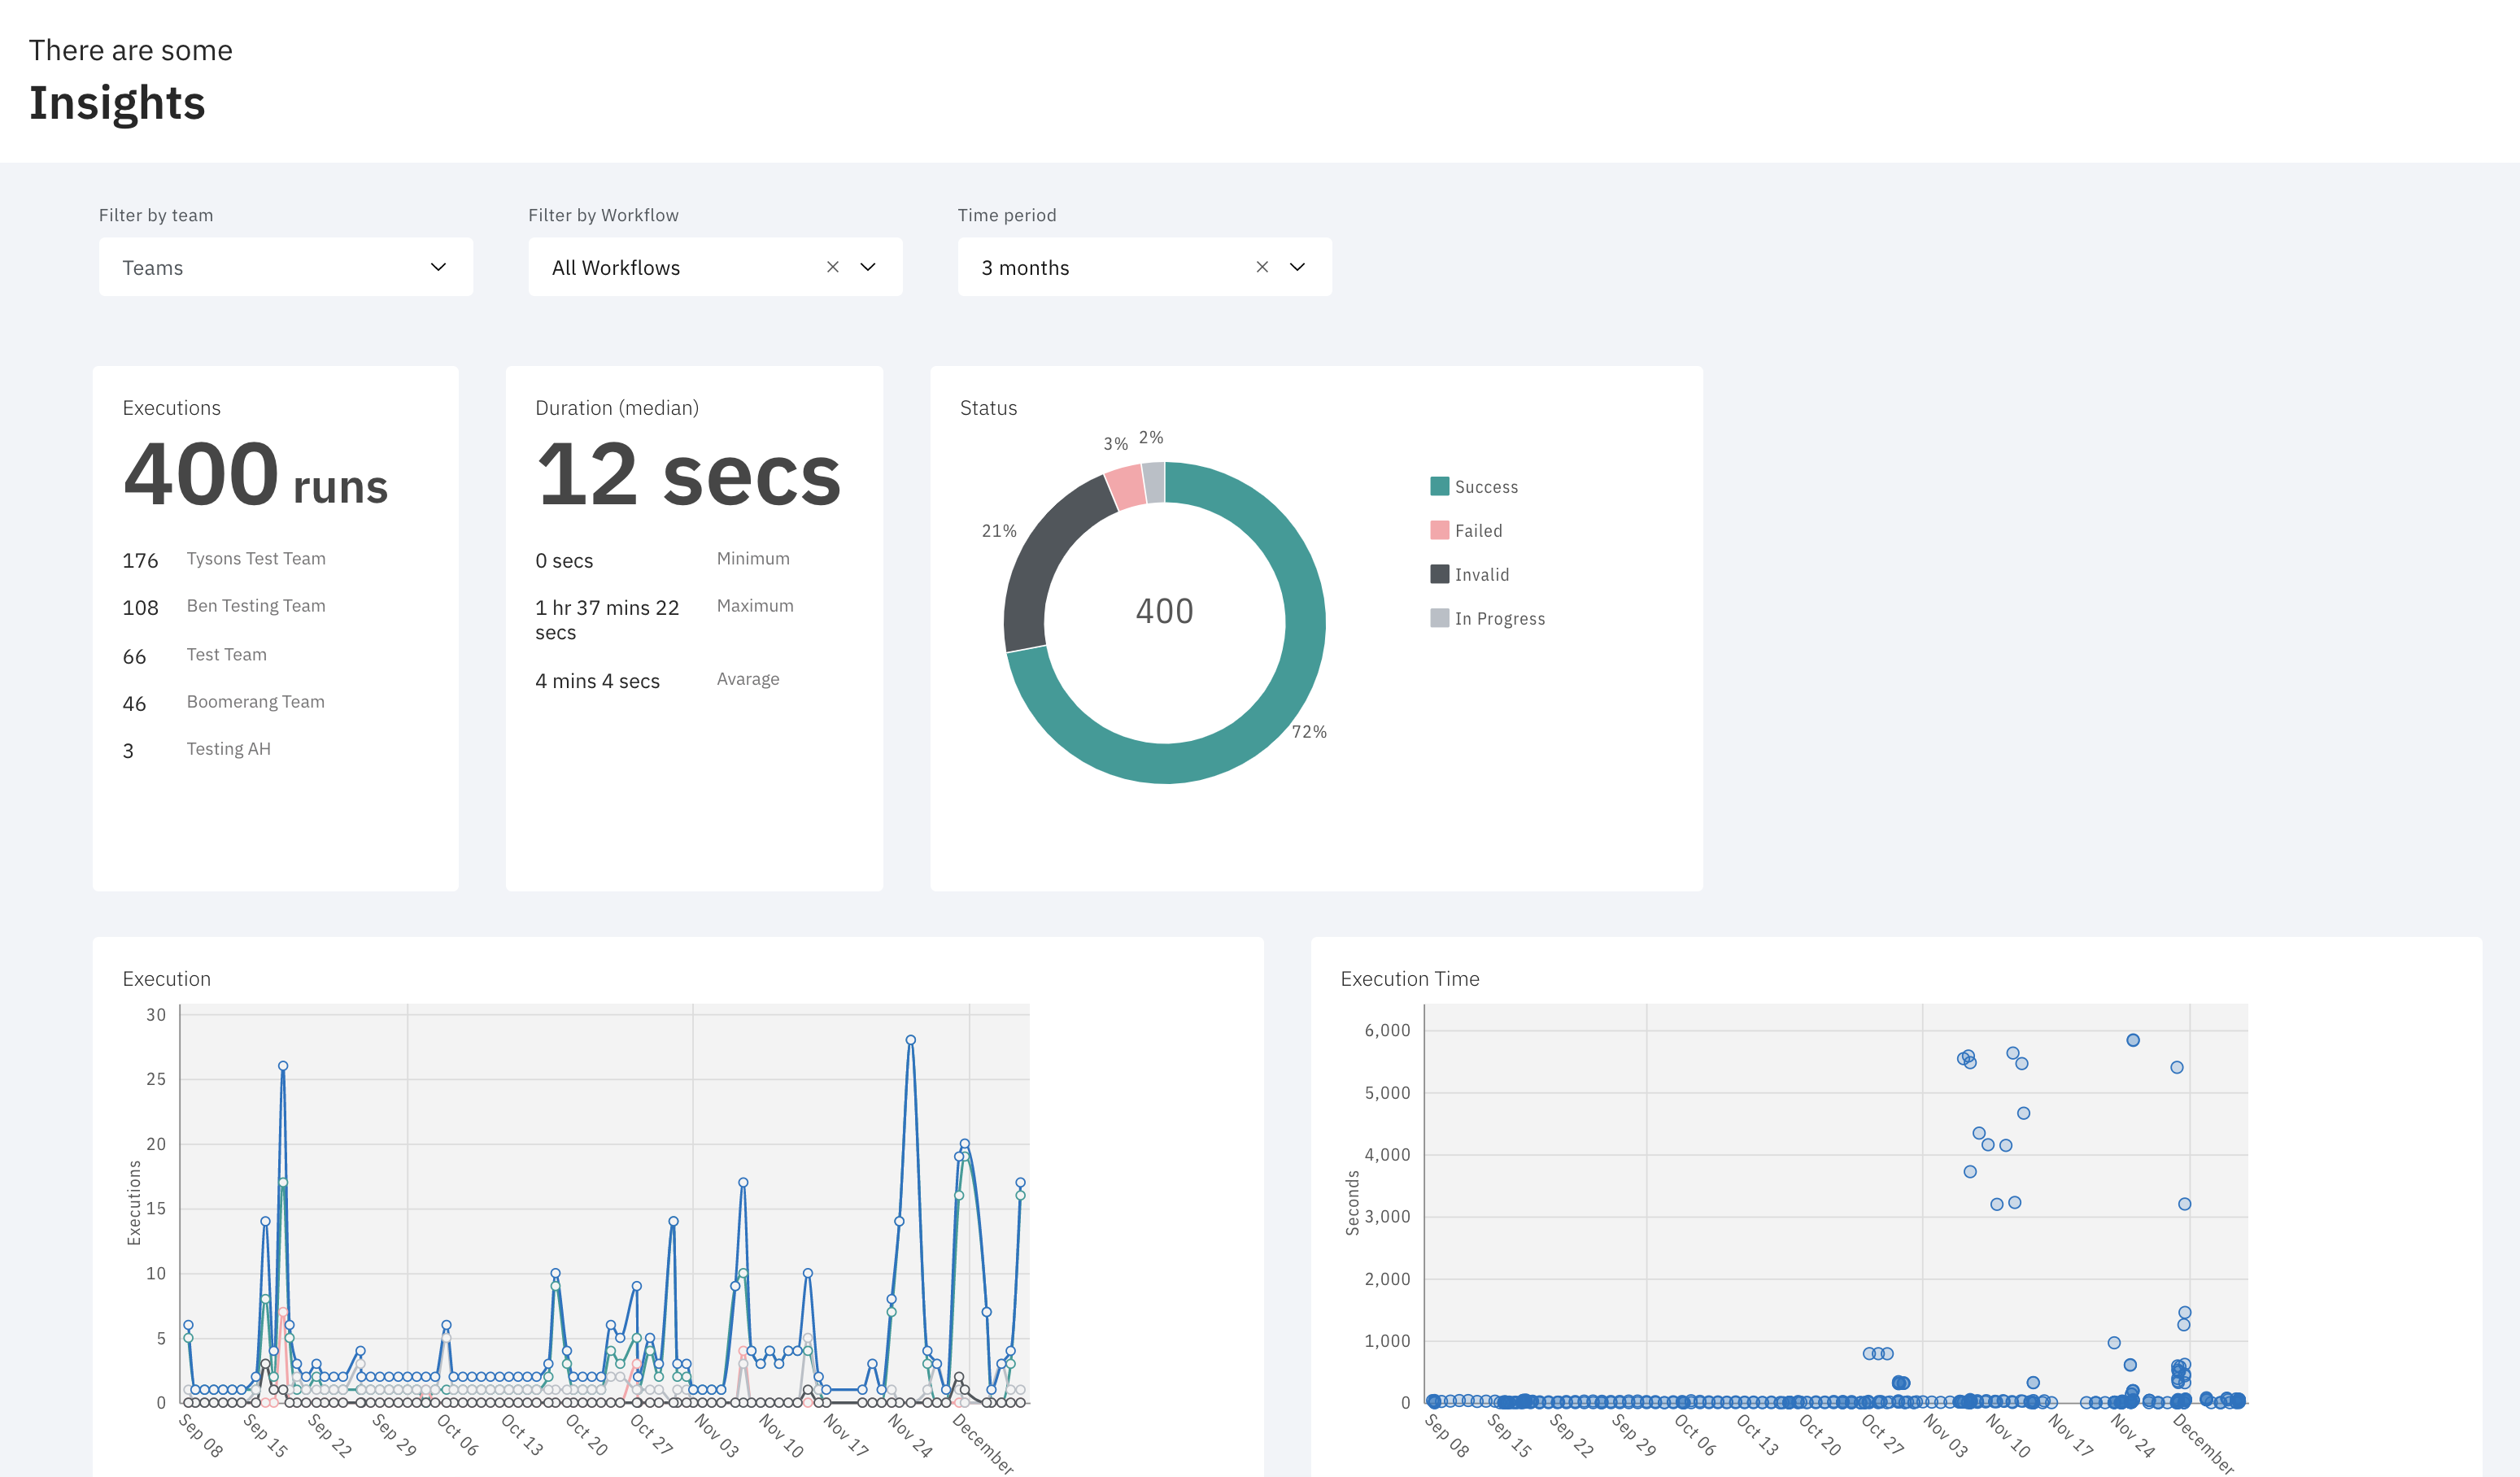 There are some
Insights
Filter by team
Filter by Workflow
Time period
Teams
All Workflows
3 months
Executions
400 runs
176 Tysons Test Team
108 Ben Testing Team
66 Test Team
46 Boomerang Team
3 Testing AH
Duration (median)
12 secs
0 secs Minimum
1 hr 37 mins 22 Maximum
secs
4 mins 4 secs Avarage
Status
3% 2%
21%
72%
400
Success
Failed
Invalid
In Progress
Execution
30
25
20
15
10
5
0
Executions
Sep 08
Sep 15
Sep 22
Sep 29
Oct 06
Oct 13
Oct 20
Oct 27
Nov 03
Nov 10
Nov 17
Nov 24
December
Execution Time
6,000
5,000
4,000
3,000
2,000
1,000
0
Seconds
Sep 08
Sep 15
Sep 22
Sep 29
Oct 06
Oct 13
Oct 20
Oct 27
Nov 03
Nov 10
Nov 17
Nov 24
December